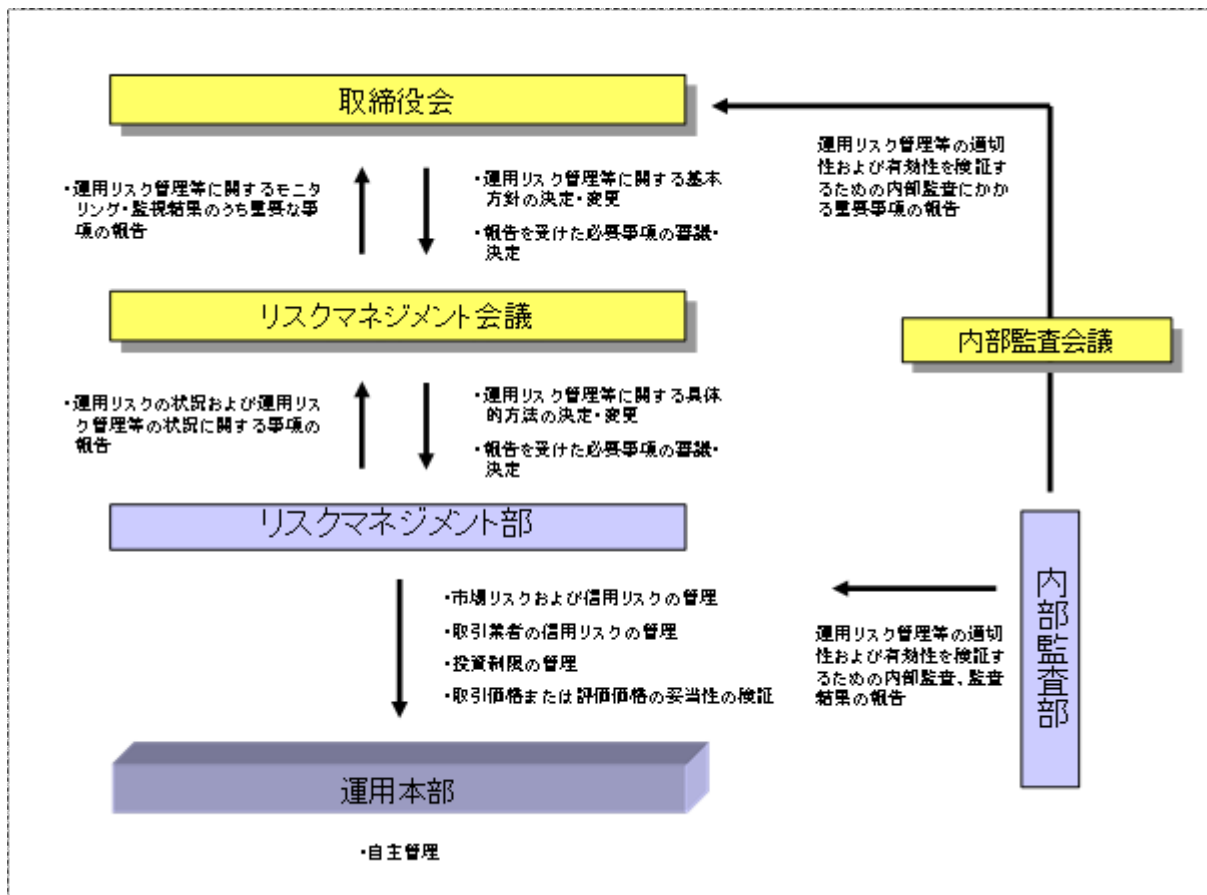 取締役会
・運用リスク管理等に関するモニ
タリング・監視結果のうち重要な事
項の報告
・運用リスク管理等に関する基本
方針の決定・変更
・報告を受けた必要事項の審議・
決定
運用リスク管理等の適切
性および有効性を検証す
るための内部監査にかか
る重要事項の報告
リスクマネジメント会議
内部監査会議
・運用リスクの状況および運用リス
ク管理等の状況に関する事項の
報告
・運用リスク管理等に関する具体
的方法の決定・変更
・報告を受けた必要事項の審議・
決定
リスクマネジメント部
内部監査部
・市場リスクおよび信用リスクの管理
・取引業者の信用リスクの管理
・投資制限の管理
・取引価格または評価価格の妥当性の検証
運用リスク管理等の適切
性および有効性を検証す
るための内部監査、監査
結果の報告
運用本部
・自主管理